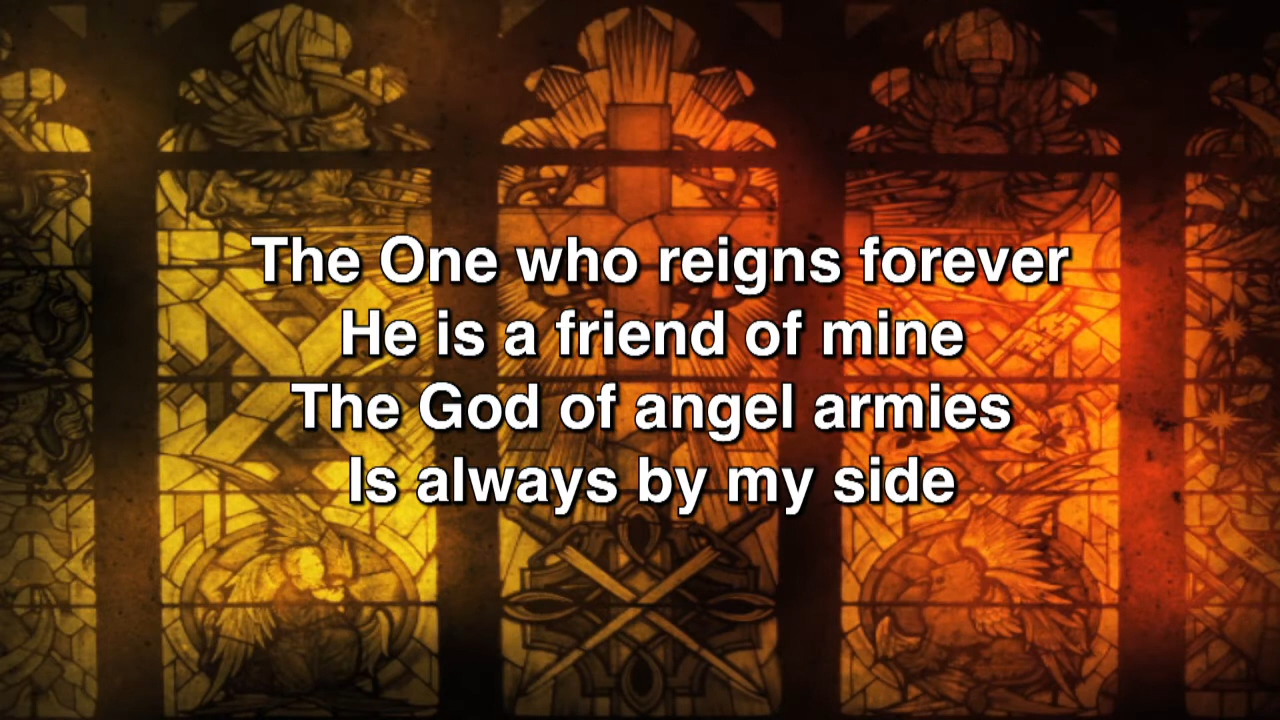 The One who reigns forever
He is a friend of mine
The God of angel armies
Is always by my side